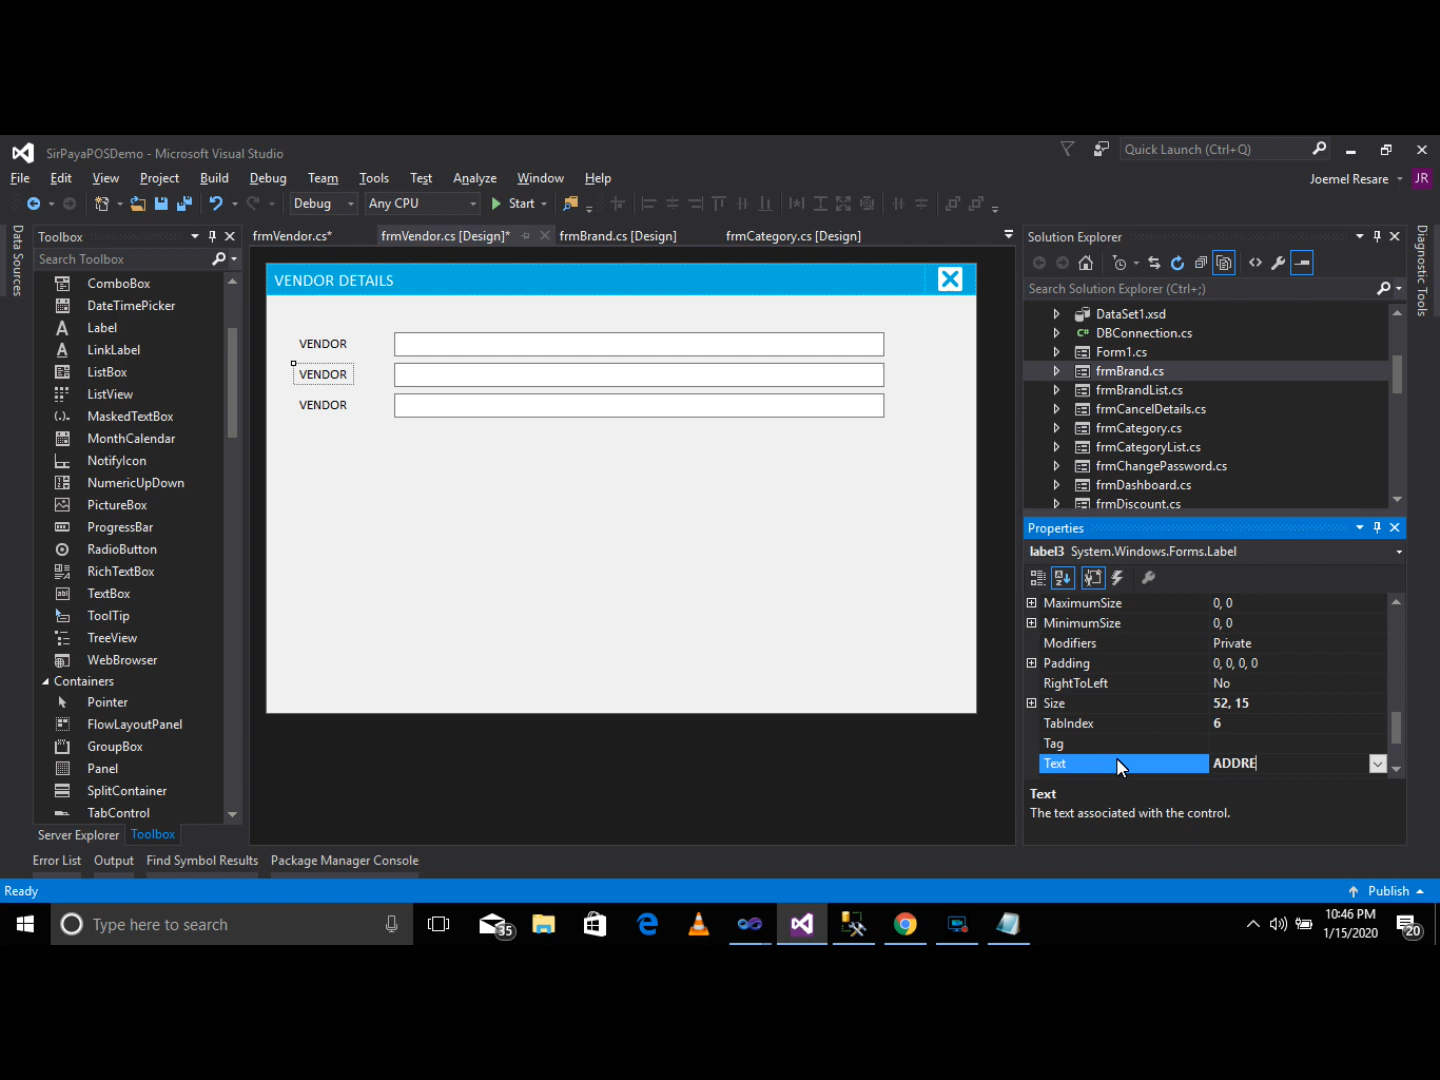 SirPayaPOSDemo - Microsoft Visual Studio
Quick Launch (Ctrl+Q)
File Edit View Project Build Debug Team Tools Test Analyze Window Help
Joemel Resare JR
Debug Any CPU Start
Data Sources
Toolbox
Search Toolbox
ComboBox
DateTimePicker
Label
LinkLabel
ListBox
ListView
MaskedTextBox
MonthCalendar
NotifyIcon
NumericUpDown
PictureBox
ProgressBar
RadioButton
RichTextBox
TextBox
ToolTip
TreeView
WebBrowser
Containers
Pointer
FlowLayoutPanel
GroupBox
Panel
SplitContainer
TabControl
Server Explorer Toolbox
frmVendor.cs* frmVendor.cs [Design]* frmBrand.cs [Design] frmCategory.cs [Design]
VENDOR DETAILS
VENDOR
VENDOR
VENDOR
Solution Explorer
Search Solution Explorer (Ctrl+;)
DataSet1.xsd
DBConnection.cs
Form1.cs
frmBrand.cs
frmBrandList.cs
frmCancelDetails.cs
frmCategory.cs
frmCategoryList.cs
frmChangePassword.cs
frmDashboard.cs
frmDiscount.cs
Diagnostic Tools
Properties
label3 System.Windows.Forms.Label
MaximumSize 0, 0
MinimumSize 0, 0
Modifiers Private
Padding 0, 0, 0, 0
RightToLeft No
Size 52, 15
TabIndex 6
Tag
Text ADDRE
Text
The text associated with the control.
Error List Output Find Symbol Results Package Manager Console
Ready
Publish
Type here to search
35
10:46 PM
1/15/2020
20